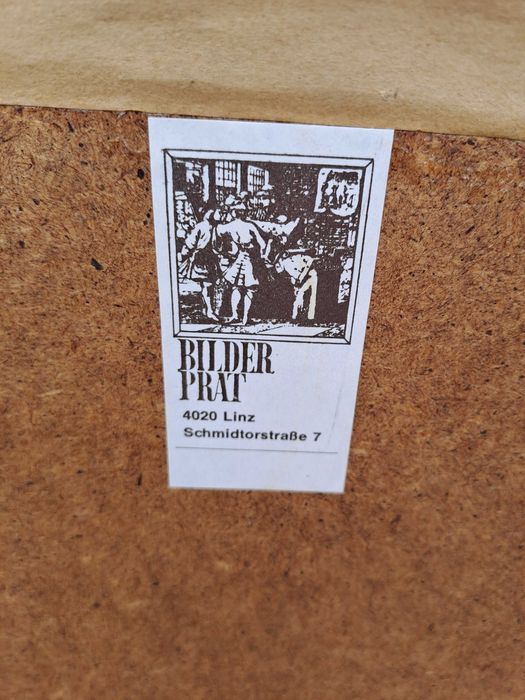 BILDER
PRAT
4020 Linz
Schmidtorstraße 7